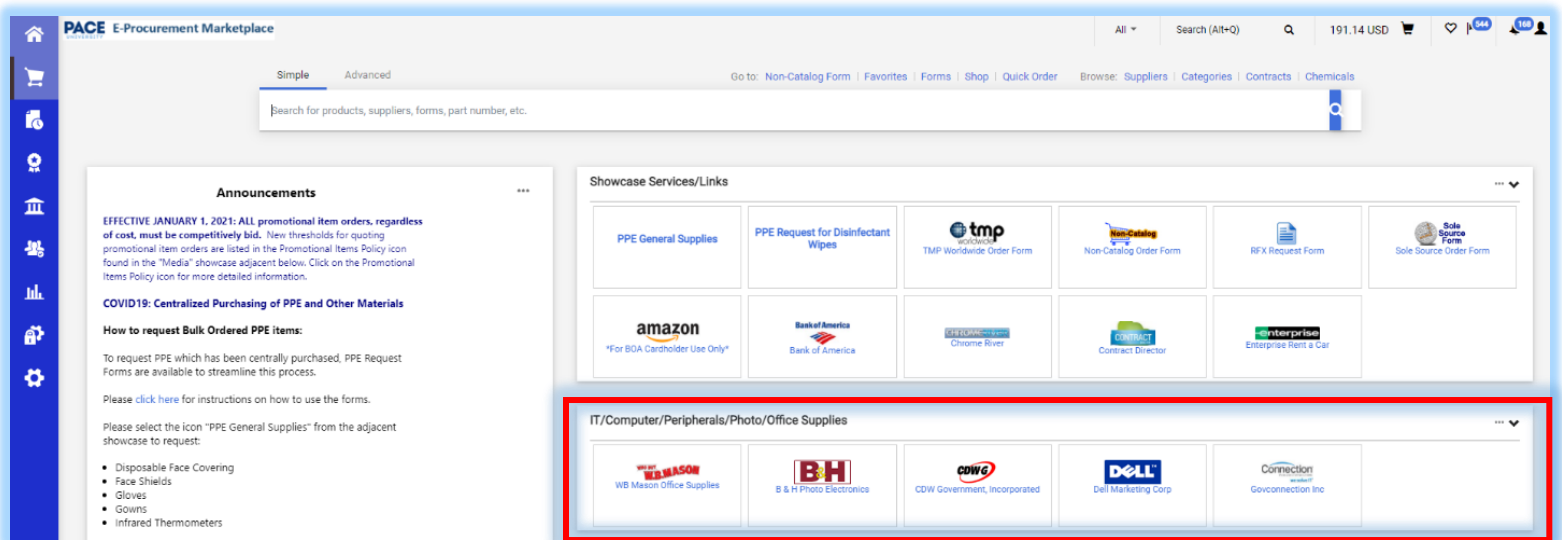 PACE UNIVERSITY E-Procurement Marketplace
All
Search (Alt+Q)
191.14 USD
544
168
Simple
Advanced
Go to: Non-Catalog Form | Favorites | Forms | Shop | Quick Order
Browse: Suppliers | Categories | Contracts | Chemicals
Search for products, suppliers, forms, part number, etc.
Announcements
EFFECTIVE JANUARY 1, 2021: ALL promotional item orders, regardless
of cost, must be competitively bid. New thresholds for quoting
promotional item orders are listed in the Promotional Items Policy icon
found in the "Media" showcase adjacent below. Click on the Promotional
Items Policy icon for more detailed information.
COVID19: Centralized Purchasing of PPE and Other Materials
How to request Bulk Ordered PPE items:
To request PPE which has been centrally purchased, PPE Request
Forms are available to streamline this process.
Please click here for instructions on how to use the forms.
Please select the icon "PPE General Supplies" from the adjacent
showcase to request:
• Disposable Face Covering
• Face Shields
• Gloves
• Gowns
• Infrared Thermometers
Showcase Services/Links
PPE General Supplies
PPE Request for Disinfectant
Wipes
tmp
worldwide
TMP Worldwide Order Form
Non-Catalog
Non-Catalog Order Form
RFX Request Form
Sole
Source
Form
Sole Source Order Form
amazon
*For BOA Cardholder Use Only*
Bank of America
Bank of America
CHROME
Chrome River
CONTRACT
Contract Director
enterprise
Enterprise Rent a Car
IT/Computer/Peripherals/Photo/Office Supplies
WHO BUT
W.B.MASON
WB Mason Office Supplies
B&H
B & H Photo Electronics
CDWG
CDW Government, Incorporated
DELL
Dell Marketing Corp
Connection
we solve IT
Govconnection Inc